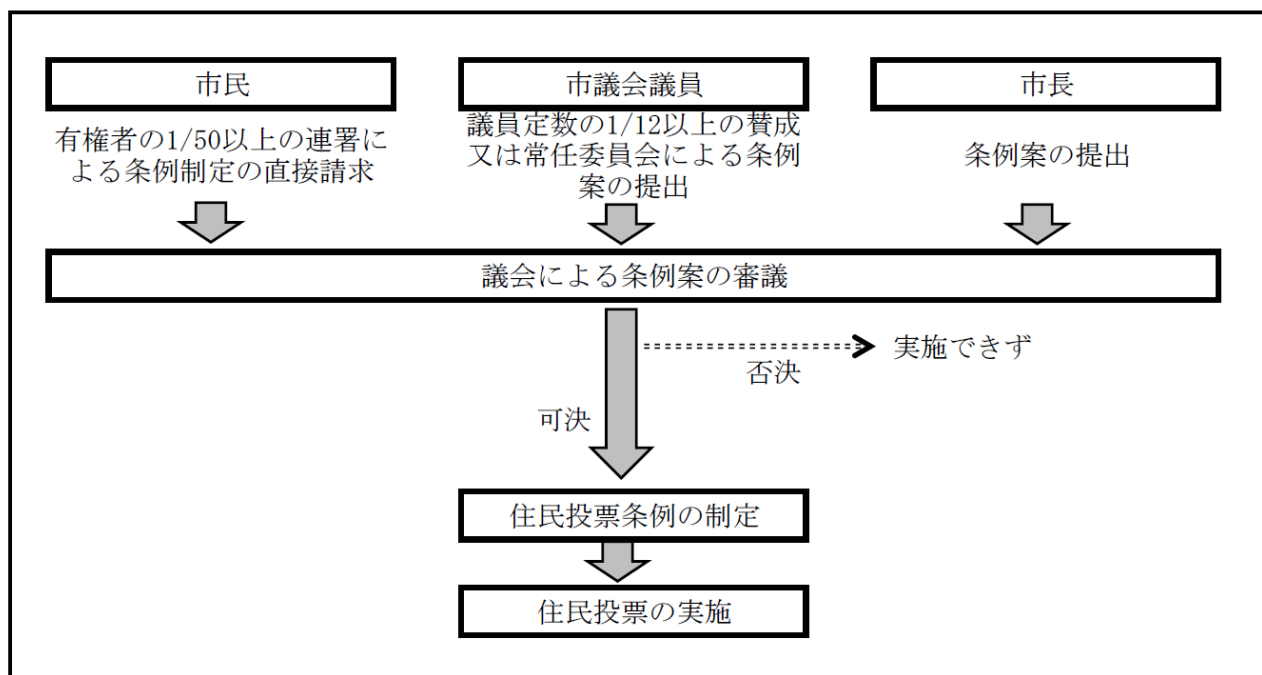 市民
有権者の1/50以上の連署に
よる条例制定の直接請求
市議会議員
議員定数の1/12以上の賛成
又は常任委員会による条例
案の提出
市長
条例案の提出
議会による条例案の審議
実施できず
否決
可決
住民投票条例の制定
住民投票の実施